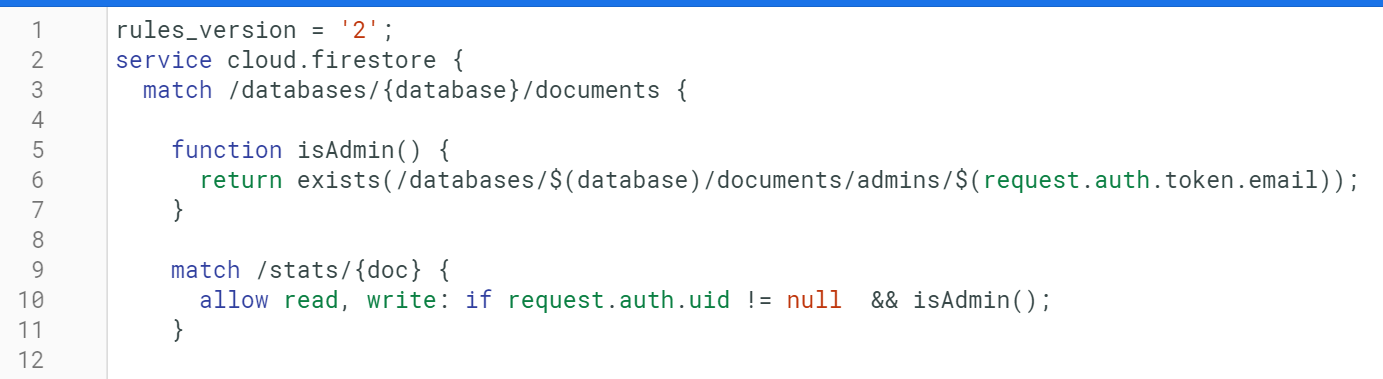 1 rules_version = '2';
2 service cloud.firestore {
3 match /databases/{database}/documents {
4
5 function isAdmin() {
6 return exists(/databases/$(database)/documents/admins/$(request.auth.token.email));
7 }
8
9 match /stats/{doc} {
10 allow read, write: if request.auth.uid != null  && isAdmin();
11 }
12